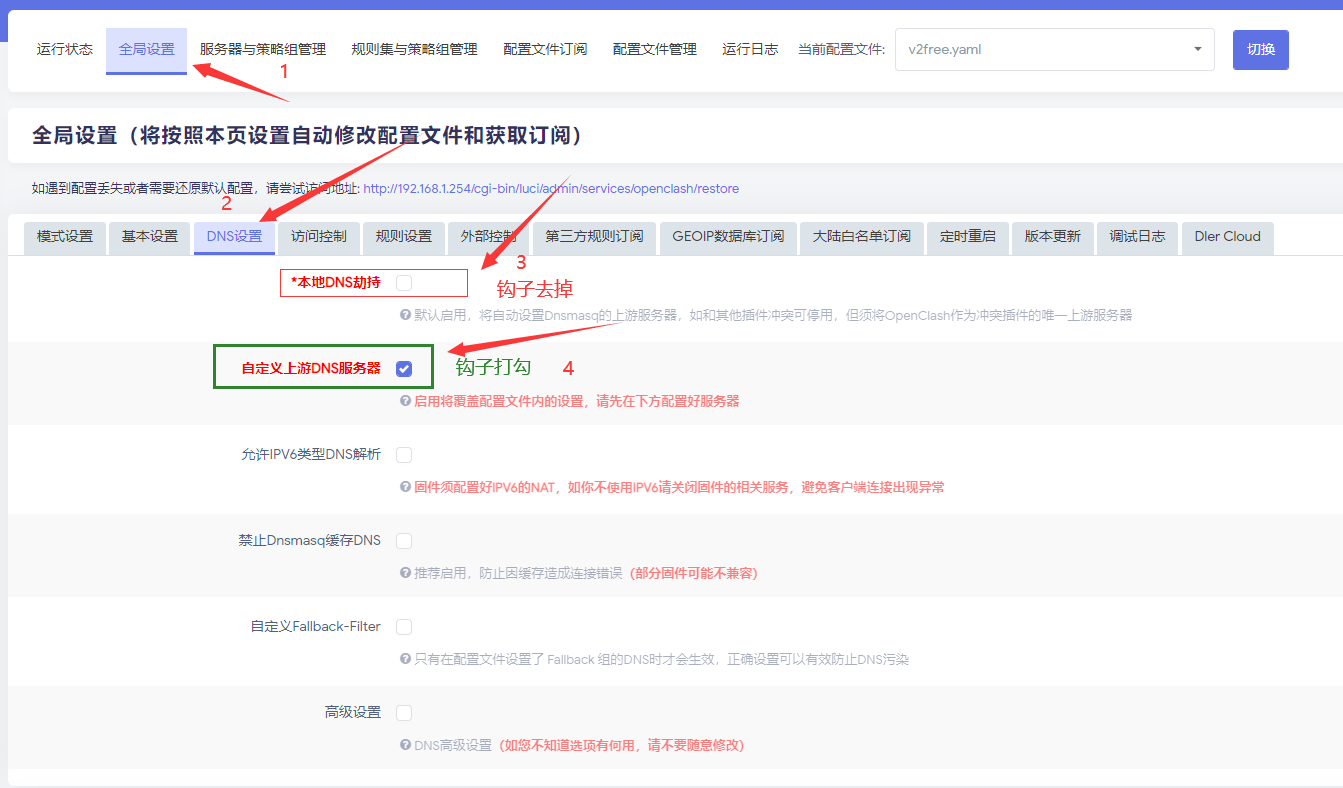 运行状态 全局设置 服务器与策略组管理 规则集与策略组管理 配置文件订阅 配置文件管理 运行日志 当前配置文件: v2free.yaml 切换
1
全局设置（将按照本页设置自动修改配置文件和获取订阅）
如遇到配置丢失或者需要还原默认配置，请尝试访问地址: http://192.168.1.254/cgi-bin/luci/admin/services/openclash/restore
2
模式设置 基本设置 DNS设置 访问控制 规则设置 外部控制 第三方规则订阅 GEOIP数据库订阅 大陆白名单订阅 定时重启 版本更新 调试日志 Dler Cloud
3
*本地DNS劫持 钩子去掉
默认启用，将自动设置Dnsmasq的上游服务器，如和其他插件冲突可停用，但须将OpenClash作为冲突插件的唯一上游服务器
自定义上游DNS服务器 钩子打勾 4
启用将覆盖配置文件内的设置，请先在下方配置好服务器
允许IPV6类型DNS解析
固件须配置好IPV6的NAT，如你不使用IPV6请关闭固件的相关服务，避免客户端连接出现异常
禁止Dnsmasq缓存DNS
推荐启用，防止因缓存造成连接错误（部分固件可能不兼容）
自定义Fallback-Filter
只有在配置文件设置了 Fallback 组的DNS时才会生效，正确设置可以有效防止DNS污染
高级设置
DNS高级设置（如您不知道选项有何用，请不要随意修改）